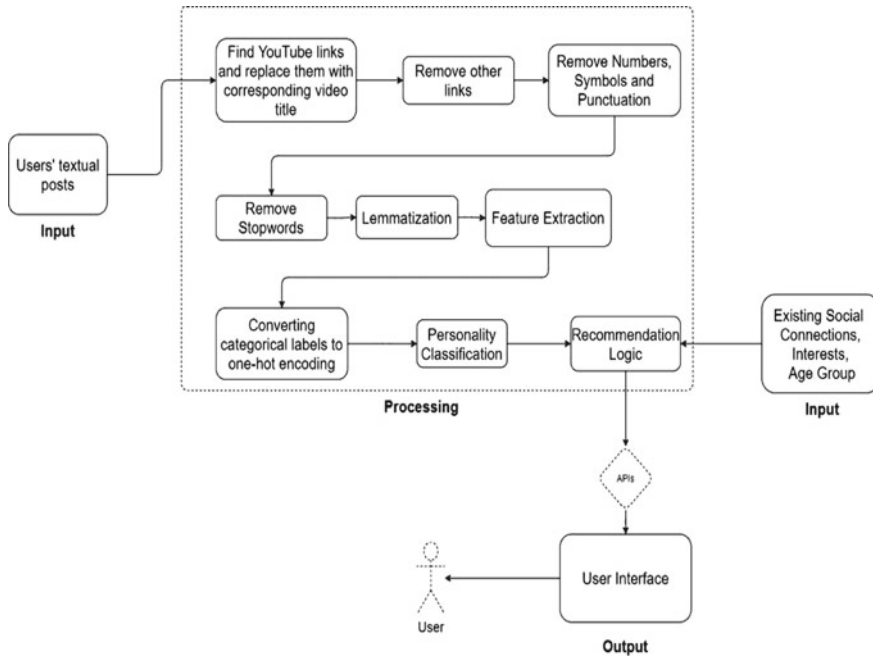 Find YouTube links
and replace them with
corresponding video
title
Remove other
links
Remove Numbers,
Symbols and
Punctuation
Users' textual
posts
Input
Remove
Stopwords
Lemmatization
Feature Extraction
Converting
categorical labels to
one-hot encoding
Personality
Classification
Recommendation
Logic
Existing Social
Connections,
Interests,
Age Group
Input
Processing
APIs
User Interface
User
Output